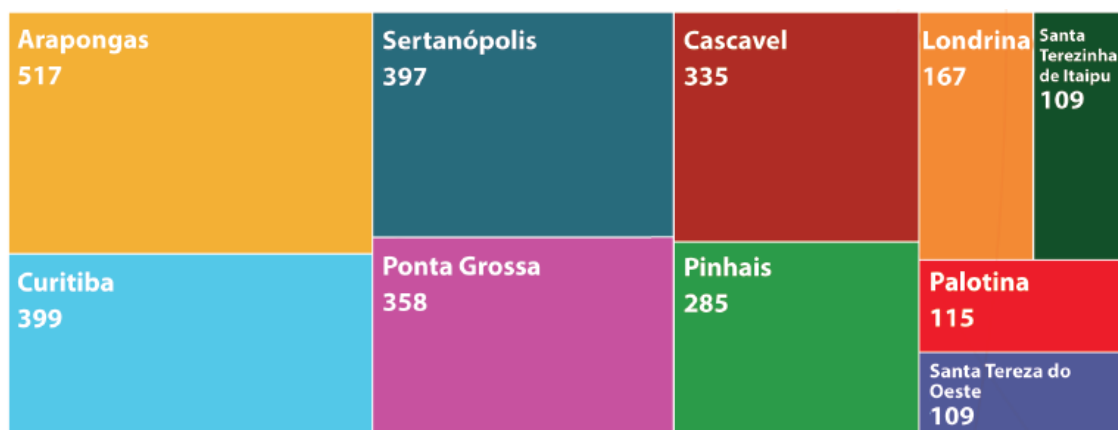 Arapongas
517
Sertanópolis
397
Cascavel
335
Londrina
167
Santa
Terezinha
de Itaipu
109
Curitiba
399
Ponta Grossa
358
Pinhais
285
Palotina
115
Santa Tereza do
Oeste
109